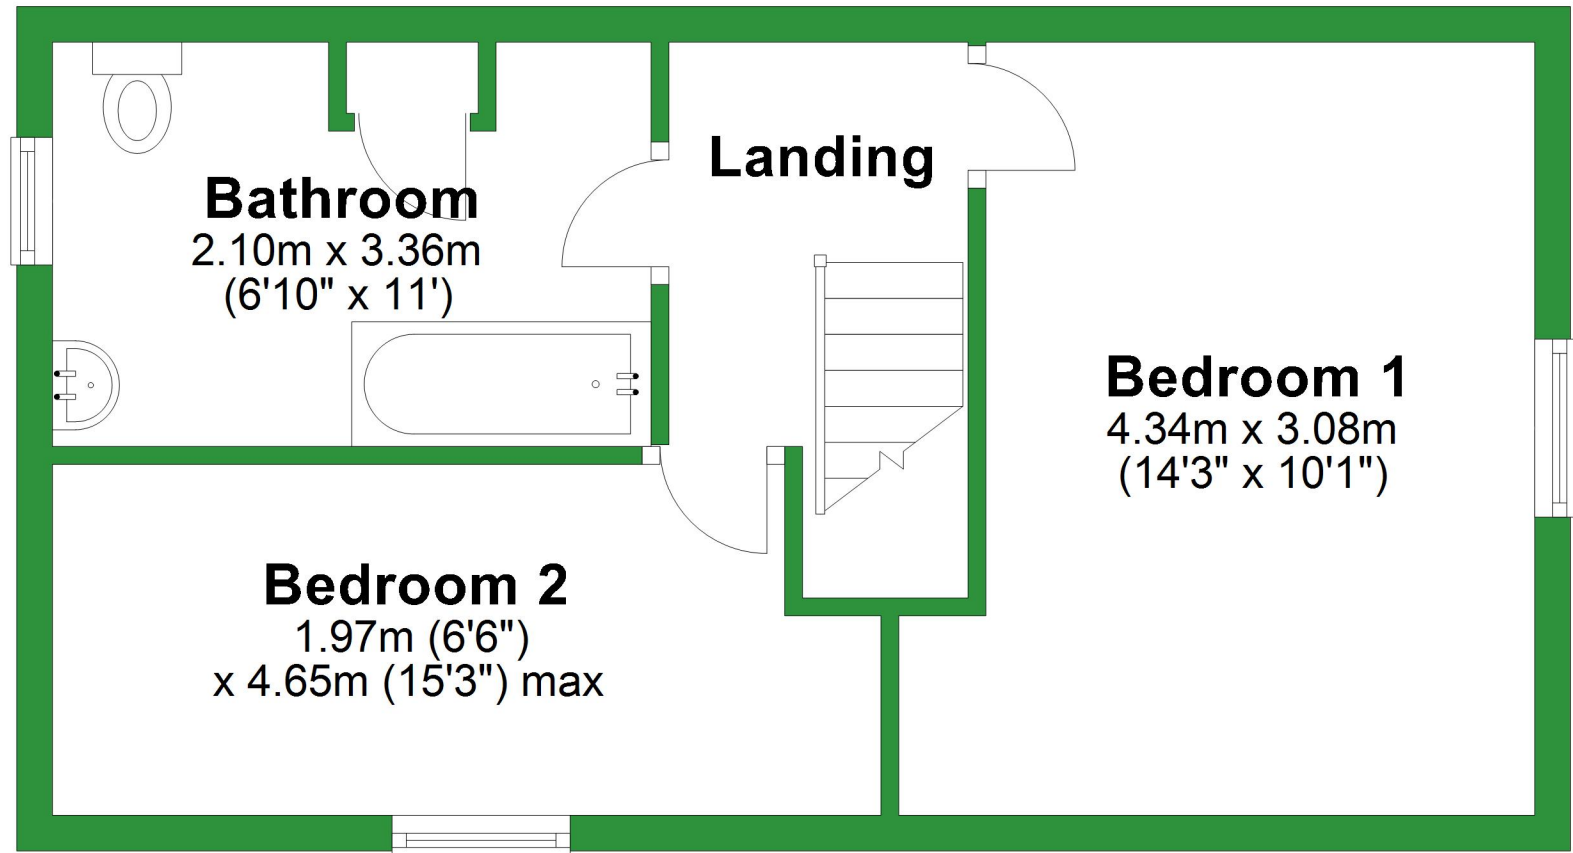 Landing
Bathroom
2.10m x 3.36m
(6'10" x 11')
Bedroom 1
4.34m x 3.08m
(14'3" x 10'1")
Bedroom 2
1.97m (6'6")
x 4.65m (15'3") max